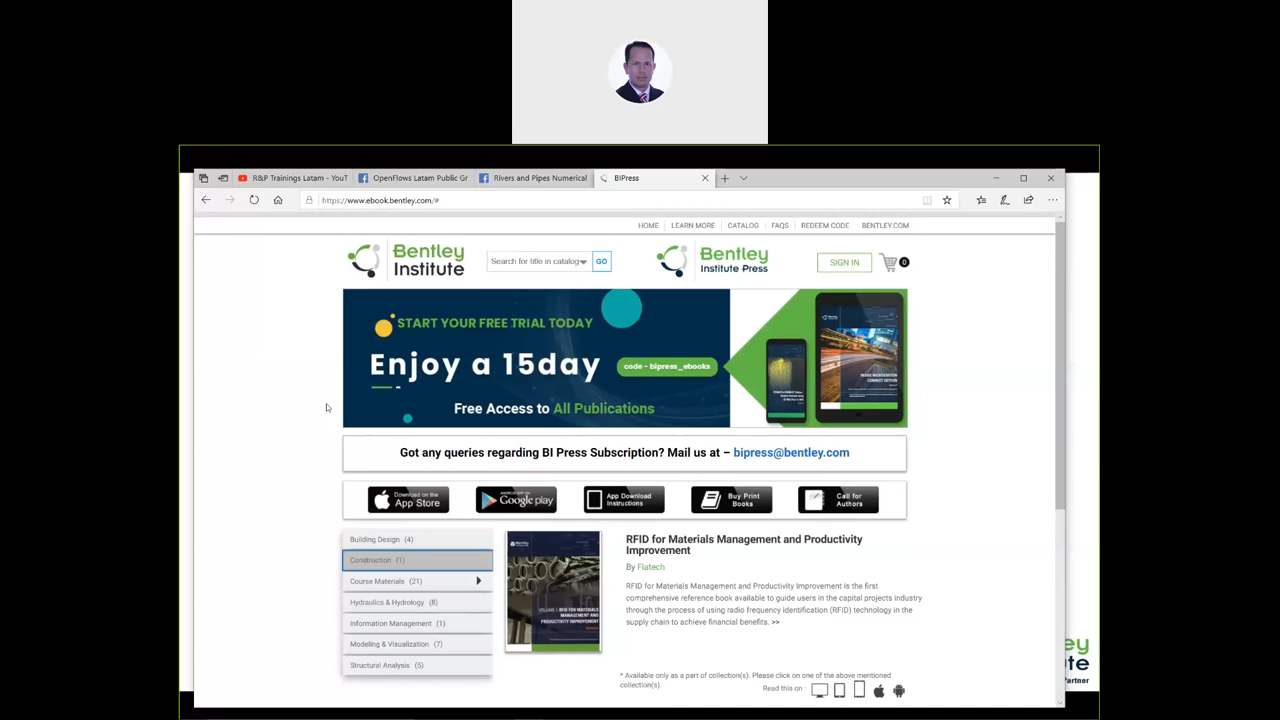 R&P Trainings Latam - YouT
OpenFlows Latam Public Gr
Rivers and Pipes Numerical
BIPress
https://www.ebook.bentley.com/#
HOME | LEARN MORE | CATALOG | FAQS | REDEEM CODE | BENTLEY.COM
Bentley
Institute
Search for title in catalog
GO
Bentley
Institute Press
SIGN IN
0
START YOUR FREE TRIAL TODAY
Enjoy a 15day
code - bipress_ebooks
Free Access to All Publications
Got any queries regarding BI Press Subscription? Mail us at – bipress@bentley.com
Download on the
App Store
Google play
App Download
Instructions
Buy Print
Books
Call for
Authors
Building Design (4)
Construction (1)
Course Materials (21)
Hydraulics & Hydrology (8)
Information Management (1)
Modeling & Visualization (7)
Structural Analysis (5)
RFID for Materials Management and Productivity
Improvement
By Fiatech
RFID for Materials Management and Productivity Improvement is the first
comprehensive reference book available to guide users in the capital projects industry
through the process of using radio frequency identification (RFID) technology in the
supply chain to achieve financial benefits. >>
* Available only as a part of collection(s). Please click on one of the above mentioned
collection(s).
Read this on :
ley
ute
Partner